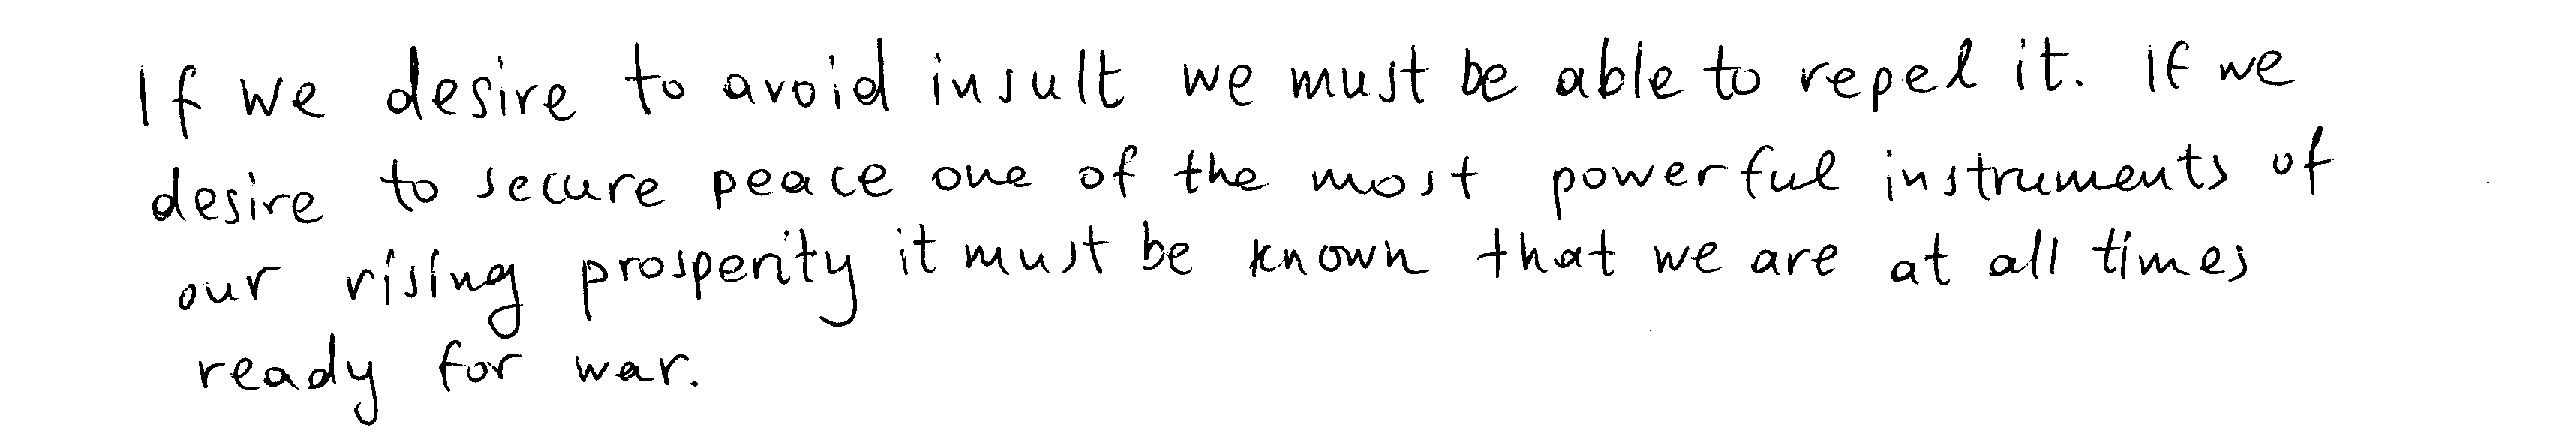 If we desire to avoid insult we must be able to repel it. If we
desire to secure peace one of the most powerful instruments of
our rising prosperity it must be known that we are at all times
ready for war.